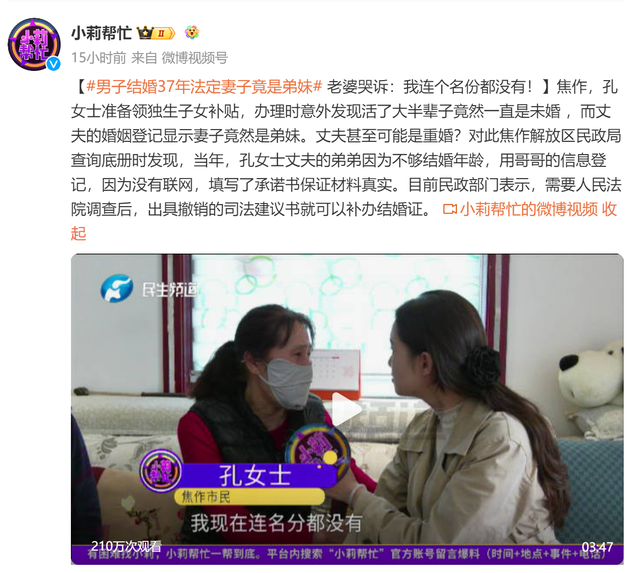 小莉帮忙 II
15小时前 来自 微博视频号
【#男子结婚37年法定妻子竟是弟妹# 老婆哭诉：我连个名份都没有！】焦作，孔
女士准备领独生子女补贴，办理时意外发现活了大半辈子竟然一直是未婚 ，而丈
夫的婚姻登记显示妻子竟然是弟妹。丈夫甚至可能是重婚？对此焦作解放区民政局
查询底册时发现，当年，孔女士丈夫的弟弟因为不够结婚年龄，用哥哥的信息登
记，因为没有联网，填写了承诺书保证材料真实。目前民政部门表示，需要人民法
院调查后，出具撤销的司法建议书就可以补办结婚证。 小莉帮忙的微博视频 收
起
民生频道
小莉帮忙
孔女士
焦作市民
我现在连名分都没有
210万次观看
03:47
有困难找小莉，小莉帮忙一帮到底。平台内搜索“小莉帮忙”官方账号留言爆料（时间+地点+事件+电话）